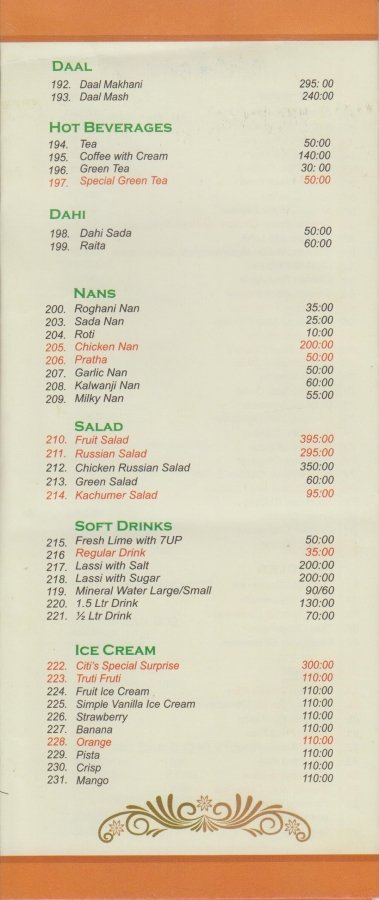 DAAL
192. Daal Makhani 295: 00
193. Daal Mash 240:00
HOT BEVERAGES
194. Tea 50:00
195. Coffee with Cream 140:00
196. Green Tea 30: 00
197. Special Green Tea 50:00
DAHI
198. Dahi Sada 50:00
199. Raita 60:00
NANS
200. Roghani Nan 35:00
203. Sada Nan 25:00
204. Roti 10:00
205. Chicken Nan 200:00
206. Pratha 50:00
207. Garlic Nan 50:00
208. Kalwanji Nan 60:00
209. Milky Nan 55:00
SALAD
210. Fruit Salad 395:00
211. Russian Salad 295:00
212. Chicken Russian Salad 350:00
213. Green Salad 60:00
214. Kachumer Salad 95:00
SOFT DRINKS
215. Fresh Lime with 7UP 50:00
216 Regular Drink 35:00
217. Lassi with Salt 200:00
218. Lassi with Sugar 200:00
119. Mineral Water Large/Small 90/60
220. 1.5 Ltr Drink 130:00
221. ½ Ltr Drink 70:00
ICE CREAM
222. Citi's Special Surprise 300:00
223. Truti Fruti 110:00
224. Fruit Ice Cream 110:00
225. Simple Vanilla Ice Cream 110:00
226. Strawberry 110:00
227. Banana 110:00
228. Orange 110:00
229. Pista 110:00
230. Crisp 110:00
231. Mango 110:00